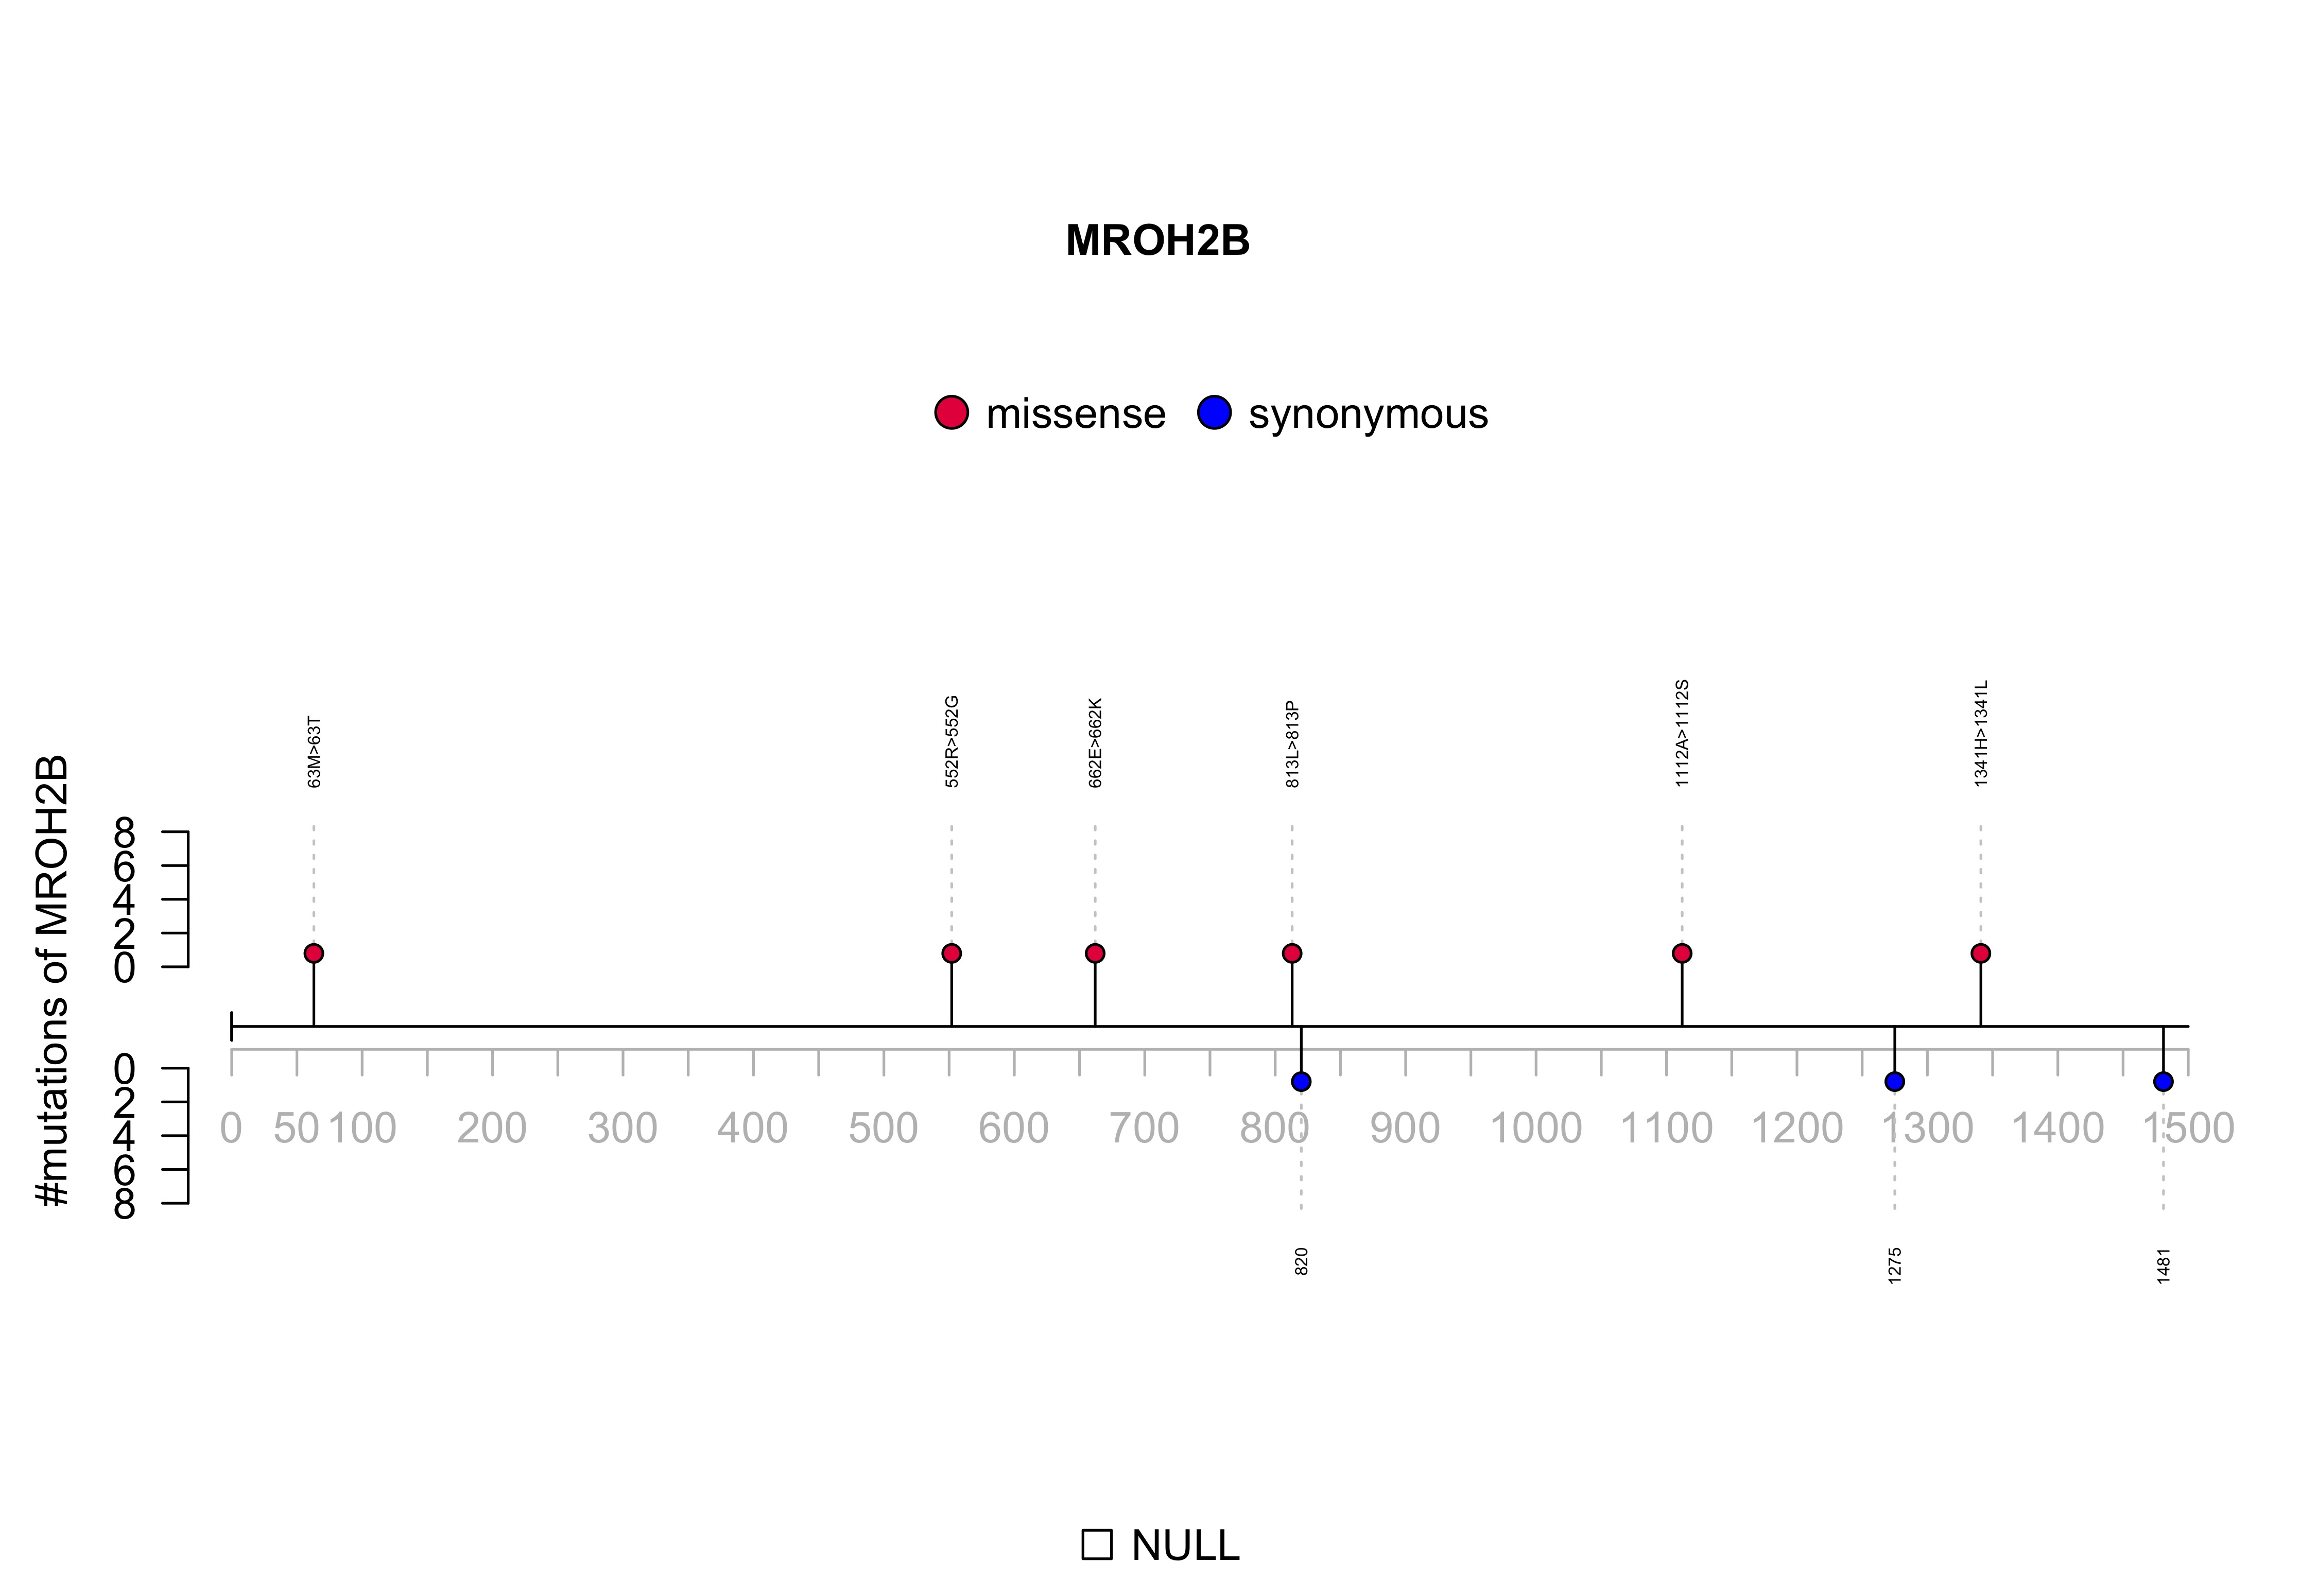 MROH2B
missense synonymous
63M>63T
552R>552G
662E>662K
813L>813P
1112A>1112S
1341H>1341L
#mutations of MROH2B
8
6
4
2
0
0
2
4
6
8
0 50 100 200 300 400 500 600 700 800 900 1000 1100 1200 1300 1400 1500
820
1275
1481
NULL